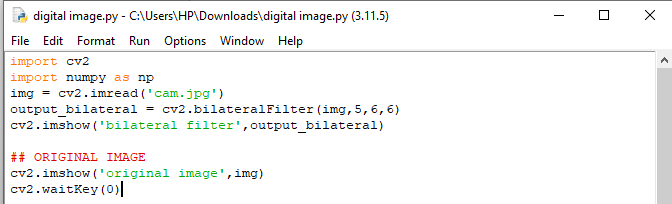 digital image.py - C:\Users\HP\Downloads\digital image.py (3.11.5)
File Edit Format Run Options Window Help
import cv2
import numpy as np
img = cv2.imread('cam.jpg')
output_bilateral = cv2.bilateralFilter(img,5,6,6)
cv2.imshow('bilateral filter',output_bilateral)
## ORIGINAL IMAGE
cv2.imshow('original image',img)
cv2.waitKey(0)